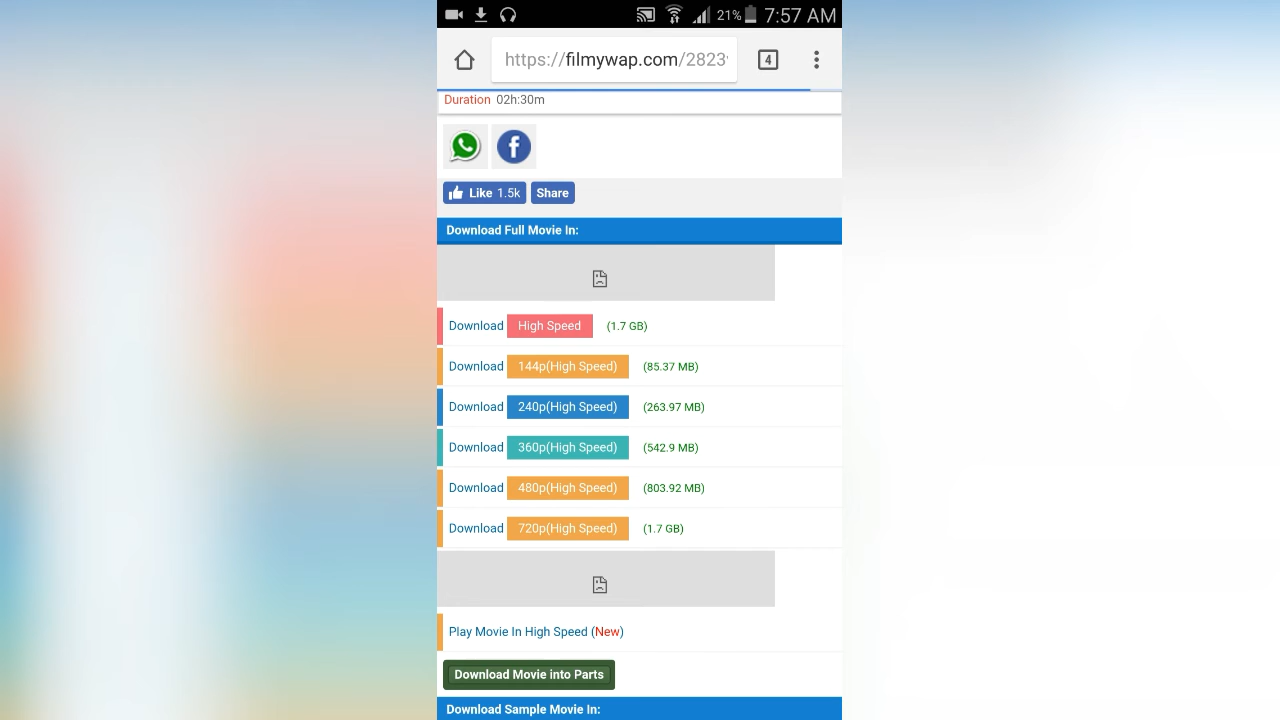 21% 7:57 AM
https://filmywap.com/2823
4
Duration 02h:30m
Like 1.5k Share
Download Full Movie In:
Download High Speed (1.7 GB)
Download 144p(High Speed) (85.37 MB)
Download 240p(High Speed) (263.97 MB)
Download 360p(High Speed) (542.9 MB)
Download 480p(High Speed) (803.92 MB)
Download 720p(High Speed) (1.7 GB)
Play Movie In High Speed (New)
Download Movie into Parts
Download Sample Movie In: